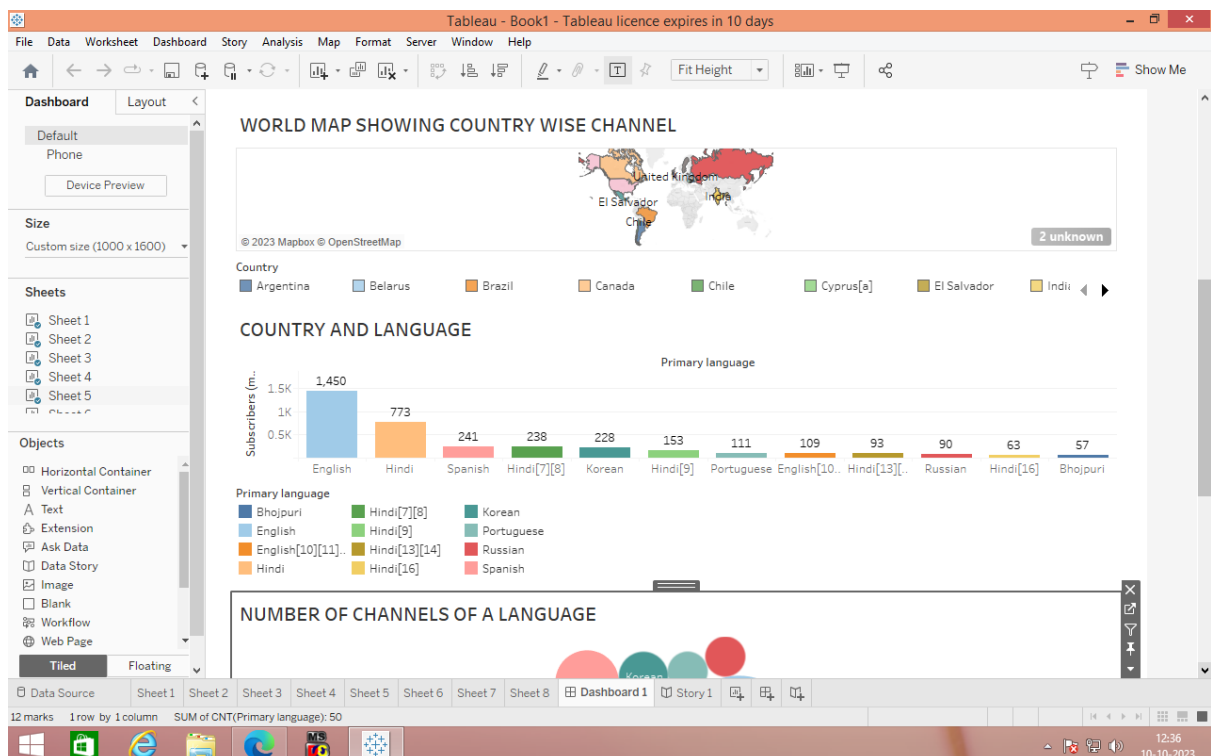 Tableau - Book1 - Tableau licence expires in 10 days
File Data Worksheet Dashboard Story Analysis Map Format Server Window Help
Fit Height
Show Me
Dashboard Layout
Default
Phone
Device Preview
Size
Custom size (1000 x 1600)
Sheets
Sheet 1
Sheet 2
Sheet 3
Sheet 4
Sheet 5
Objects
Horizontal Container
Vertical Container
Text
Extension
Ask Data
Data Story
Image
Blank
Workflow
Web Page
Tiled Floating
WORLD MAP SHOWING COUNTRY WISE CHANNEL
United Kingdom
India
El Salvador
Chile
© 2023 Mapbox © OpenStreetMap
2 unknown
Country
Argentina Belarus Brazil Canada Chile Cyprus[a] El Salvador Indi
COUNTRY AND LANGUAGE
Primary language
Subscribers (m..
1.5K
1K
0.5K
1,450 773 241 238 228 153 111 109 93 90 63 57
English Hindi Spanish Hindi[7][8] Korean Hindi[9] Portuguese English[10.. Hindi[13][.. Russian Hindi[16] Bhojpuri
Primary language
Bhojpuri Hindi[7][8] Korean
English Hindi[9] Portuguese
English[10][11].. Hindi[13][14] Russian
Hindi Hindi[16] Spanish
NUMBER OF CHANNELS OF A LANGUAGE
Korean
Data Source Sheet 1 Sheet 2 Sheet 3 Sheet 4 Sheet 5 Sheet 6 Sheet 7 Sheet 8 Dashboard 1 Story 1
12 marks 1 row by 1 column SUM of CNT(Primary language): 50
MS
12:36
10-10-2023